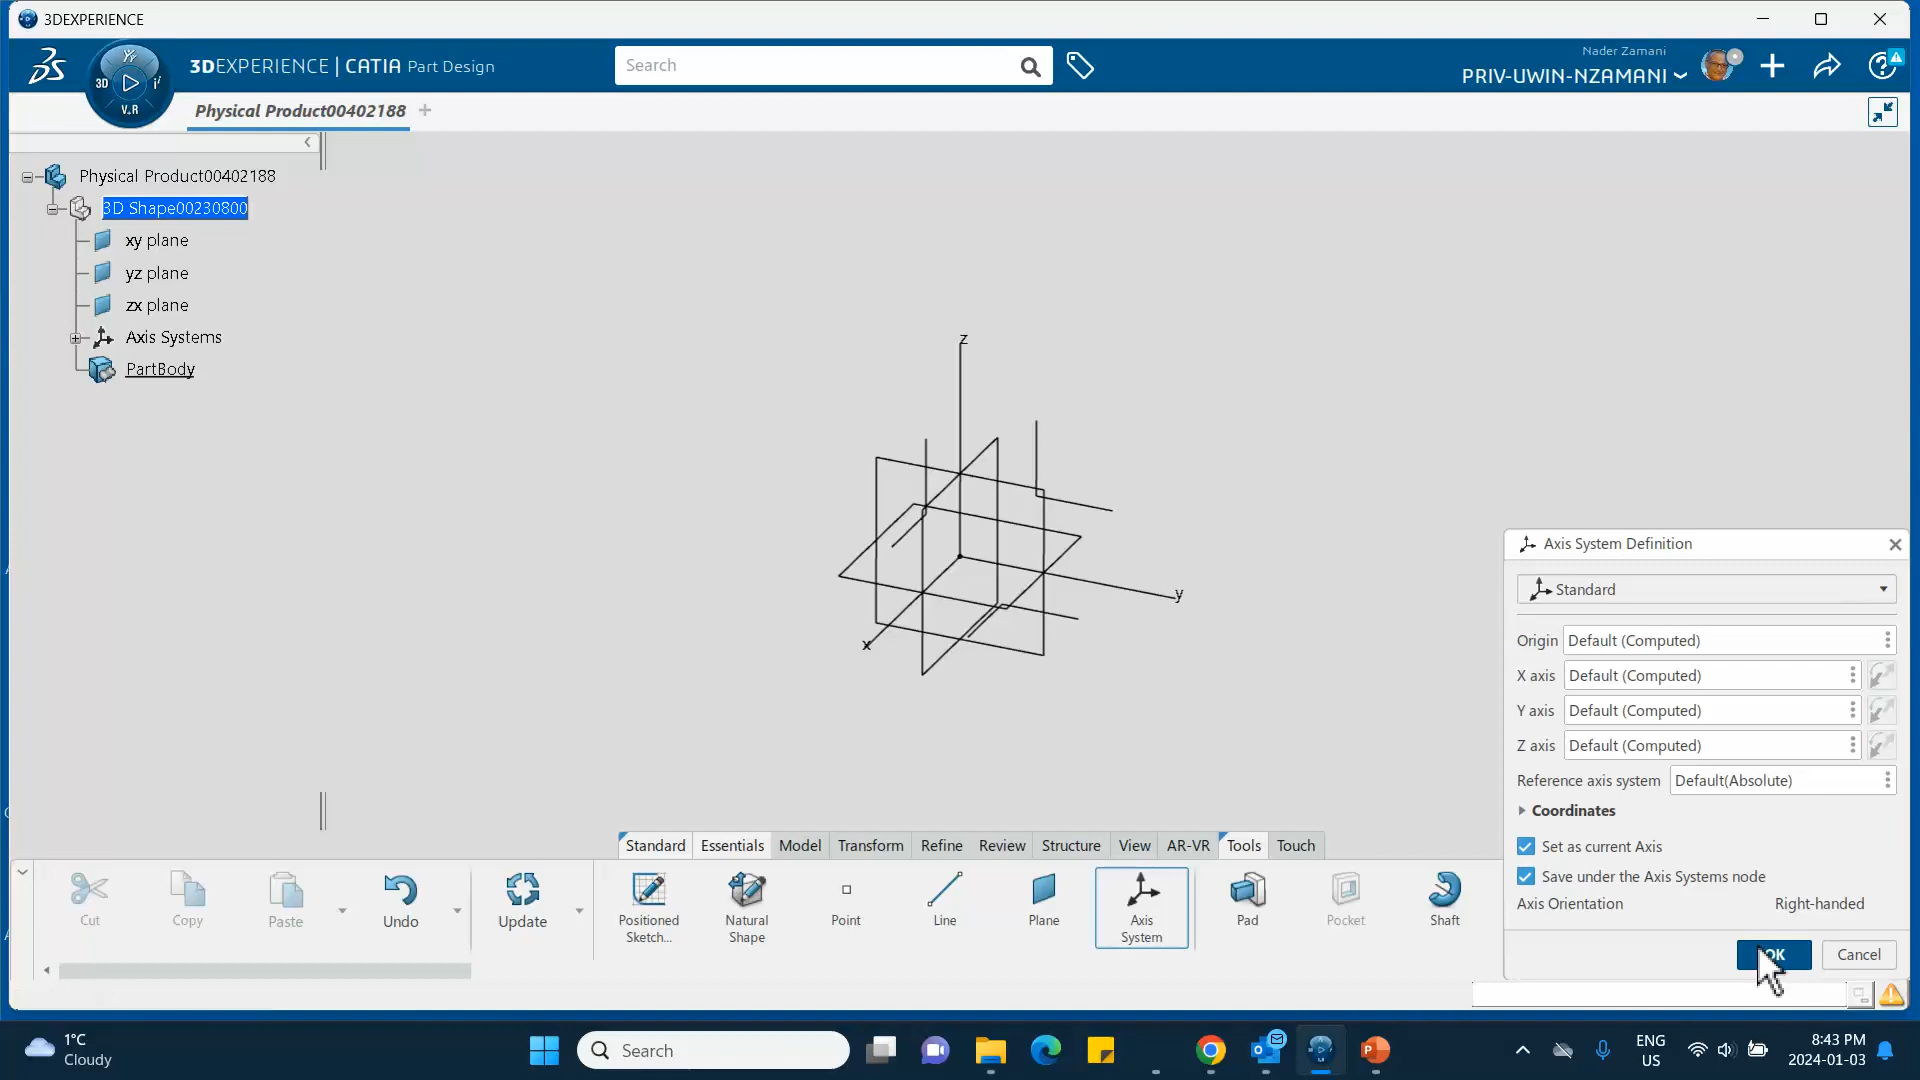 3DEXPERIENCE
3D
V.R
3DEXPERIENCE | CATIA Part Design
Search
Nader Zamani
PRIV-UWIN-NZAMANI
Physical Product00402188
Physical Product00402188
3D Shape00230800
xy plane
yz plane
zx plane
Axis Systems
PartBody
z
y
x
Axis System Definition
Standard
Origin Default (Computed)
X axis Default (Computed)
Y axis Default (Computed)
Z axis Default (Computed)
Reference axis system Default(Absolute)
Coordinates
Set as current Axis
Save under the Axis Systems node
Axis Orientation Right-handed
OK Cancel
Standard Essentials Model Transform Refine Review Structure View AR-VR Tools Touch
Cut
Copy
Paste
Undo
Update
Positioned
Sketch...
Natural
Shape
Point
Line
Plane
Axis
System
Pad
Pocket
Shaft
1°C
Cloudy
Search
ENG
US
8:43 PM
2024-01-03